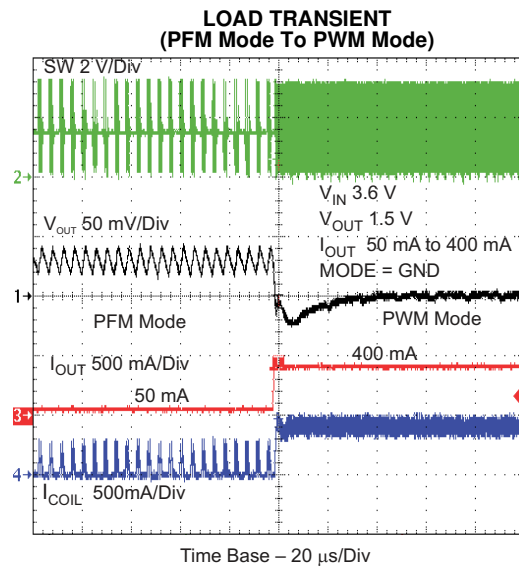 LOAD TRANSIENT
(PFM Mode To PWM Mode)
SW 2 V/Div
2
V_IN 3.6 V
V_OUT 1.5 V
I_OUT 50 mA to 400 mA
MODE = GND
V_OUT 50 mV/Div
1
PFM Mode
PWM Mode
I_OUT 500 mA/Div
400 mA
50 mA
3
4
I_COIL 500mA/Div
Time Base – 20 μs/Div